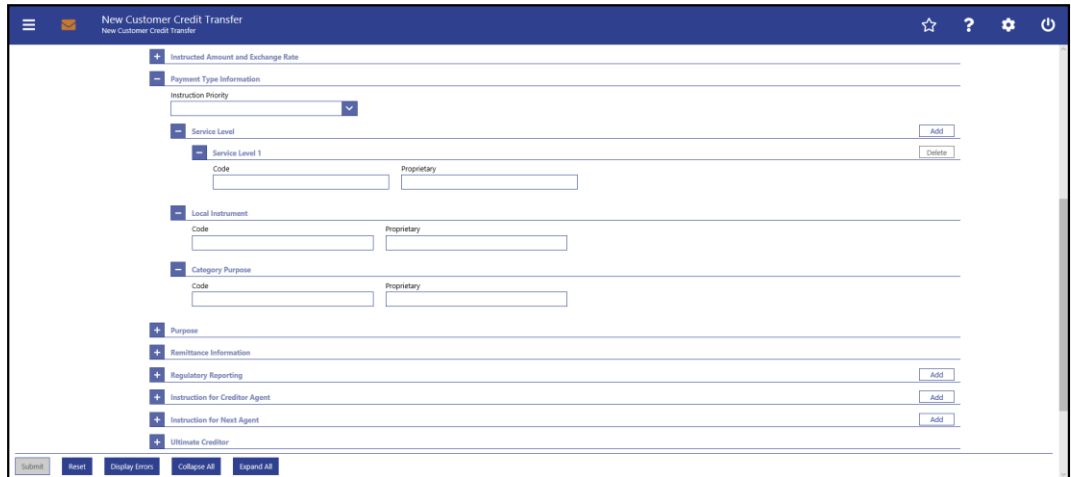 New Customer Credit Transfer
New Customer Credit Transfer
?
Instructed Amount and Exchange Rate
Payment Type Information
Instruction Priority
Service Level Add
Service Level 1 Delete
Code Proprietary
Local Instrument
Code Proprietary
Category Purpose
Code Proprietary
Purpose
Remittance Information
Regulatory Reporting Add
Instruction for Creditor Agent Add
Instruction for Next Agent Add
Ultimate Creditor
Submit Reset Display Errors Collapse All Expand All